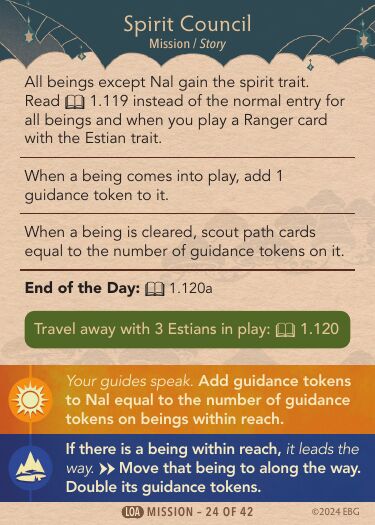 Spirit Council
Mission / Story
All beings except Nal gain the spirit trait.
Read 1.119 instead of the normal entry for
all beings and when you play a Ranger card
with the Estian trait.
When a being comes into play, add 1
guidance token to it.
When a being is cleared, scout path cards
equal to the number of guidance tokens on it.
End of the Day: 1.120a
Travel away with 3 Estians in play: 1.120
Your guides speak. Add guidance tokens
to Nal equal to the number of guidance
tokens on beings within reach.
If there is a being within reach, it leads the
way. Move that being to along the way.
Double its guidance tokens.
LOA MISSION – 24 OF 42
©2024 EBG